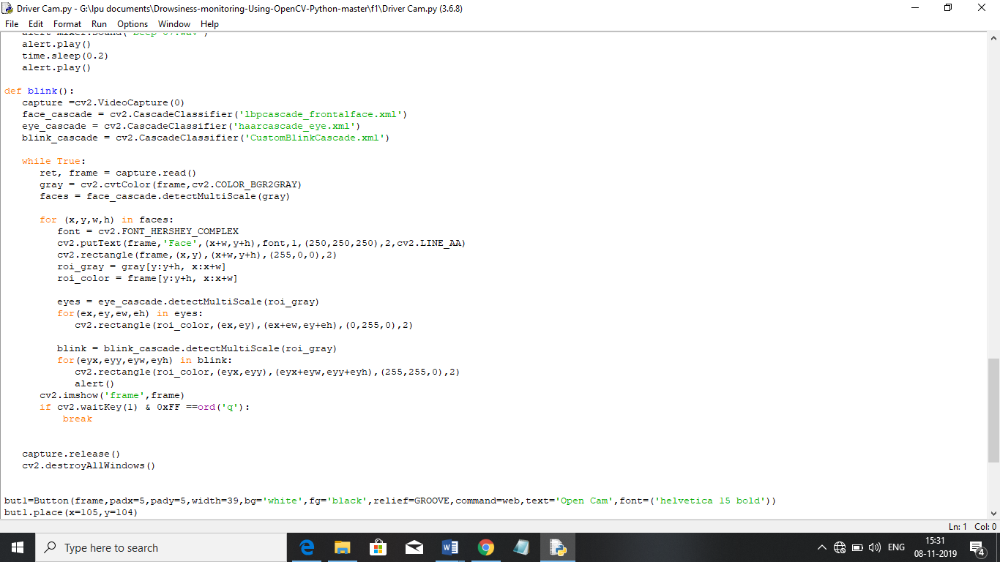 Driver Cam.py - G:\lpu documents\Drowsiness-monitoring-Using-OpenCV-Python-master\f1\Driver Cam.py (3.6.8)
File Edit Format Run Options Window Help
alert.play()
time.sleep(0.2)
alert.play()
def blink():
capture =cv2.VideoCapture(0)
face_cascade = cv2.CascadeClassifier('lbpcascade_frontalface.xml')
eye_cascade = cv2.CascadeClassifier('haarcascade_eye.xml')
blink_cascade = cv2.CascadeClassifier('CustomBlinkCascade.xml')
while True:
ret, frame = capture.read()
gray = cv2.cvtColor(frame,cv2.COLOR_BGR2GRAY)
faces = face_cascade.detectMultiScale(gray)
for (x,y,w,h) in faces:
font = cv2.FONT_HERSHEY_COMPLEX
cv2.putText(frame,'Face',(x+w,y+h),font,1,(250,250,250),2,cv2.LINE_AA)
cv2.rectangle(frame,(x,y),(x+w,y+h),(255,0,0),2)
roi_gray = gray[y:y+h, x:x+w]
roi_color = frame[y:y+h, x:x+w]
eyes = eye_cascade.detectMultiScale(roi_gray)
for(ex,ey,ew,eh) in eyes:
cv2.rectangle(roi_color,(ex,ey),(ex+ew,ey+eh),(0,255,0),2)
blink = blink_cascade.detectMultiScale(roi_gray)
for(eyx,eyy,eyw,eyh) in blink:
cv2.rectangle(roi_color,(eyx,eyy),(eyx+eyw,eyy+eyh),(255,255,0),2)
alert()
cv2.imshow('frame',frame)
if cv2.waitKey(1) & 0xFF ==ord('q'):
break
capture.release()
cv2.destroyAllWindows()
but1=Button(frame,padx=5,pady=5,width=39,bg='white',fg='black',relief=GROOVE,command=web,text='Open Cam',font=('helvetica 15 bold'))
but1.place(x=105,y=104)
Ln: 1 Col: 0
Type here to search
ENG
15:31
08-11-2019
4